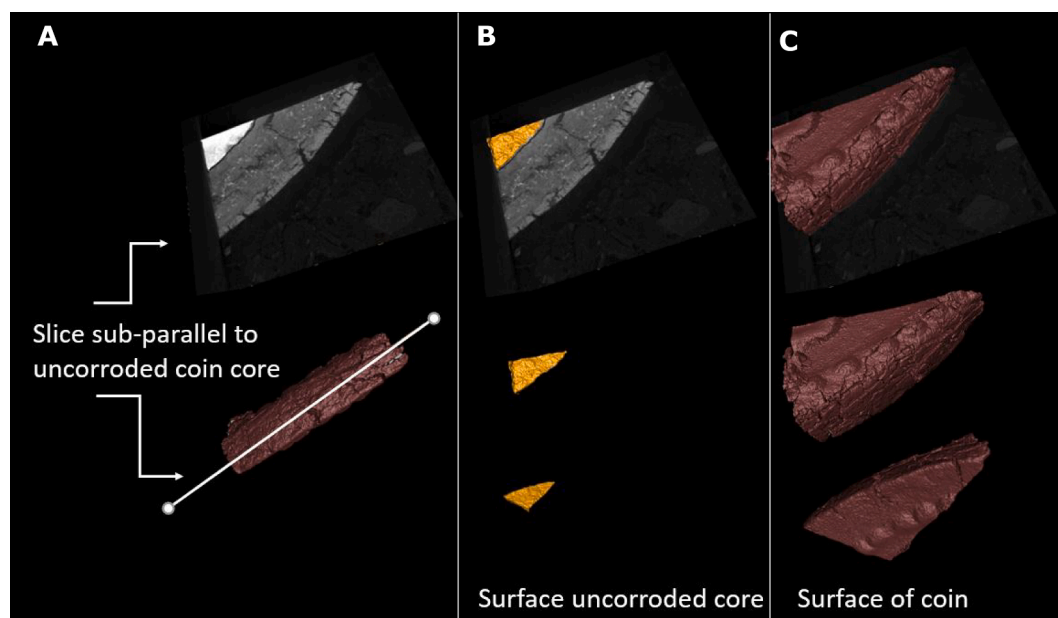 A
B
C
Slice sub-parallel to
uncorroded coin core
Surface uncorroded core
Surface of coin